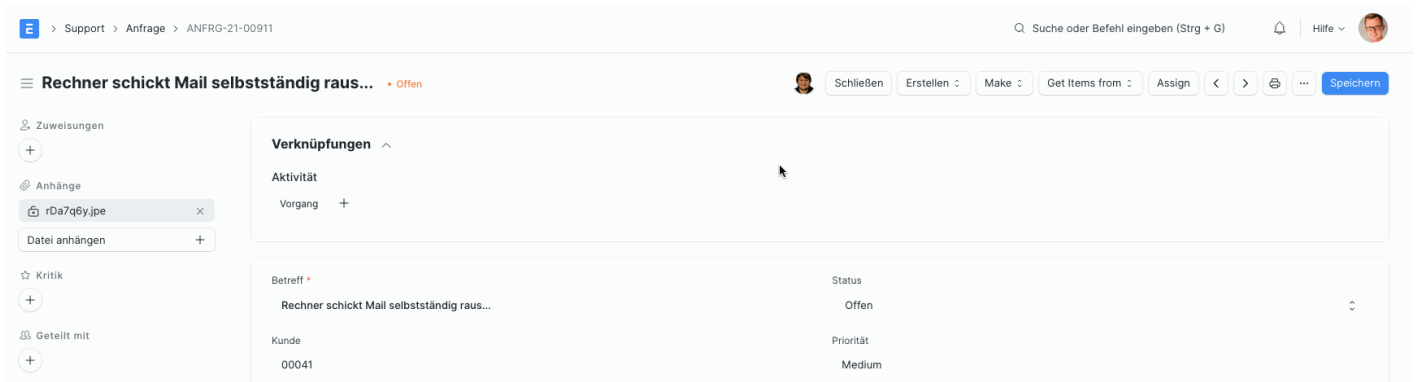 E > Support > Anfrage > ANFRG-21-00911
Suche oder Befehl eingeben (Strg + G)
Hilfe
Rechner schickt Mail selbstständig raus... • Offen
Schließen Erstellen Make Get Items from Assign ... Speichern
Zuweisungen
+
Anhänge
rDa7q6y.jpe ×
Datei anhängen +
Kritik
+
Geteilt mit
+
Verknüpfungen
Aktivität
Vorgang +
Betreff *
Rechner schickt Mail selbstständig raus...
Status
Offen
Kunde
00041
Priorität
Medium